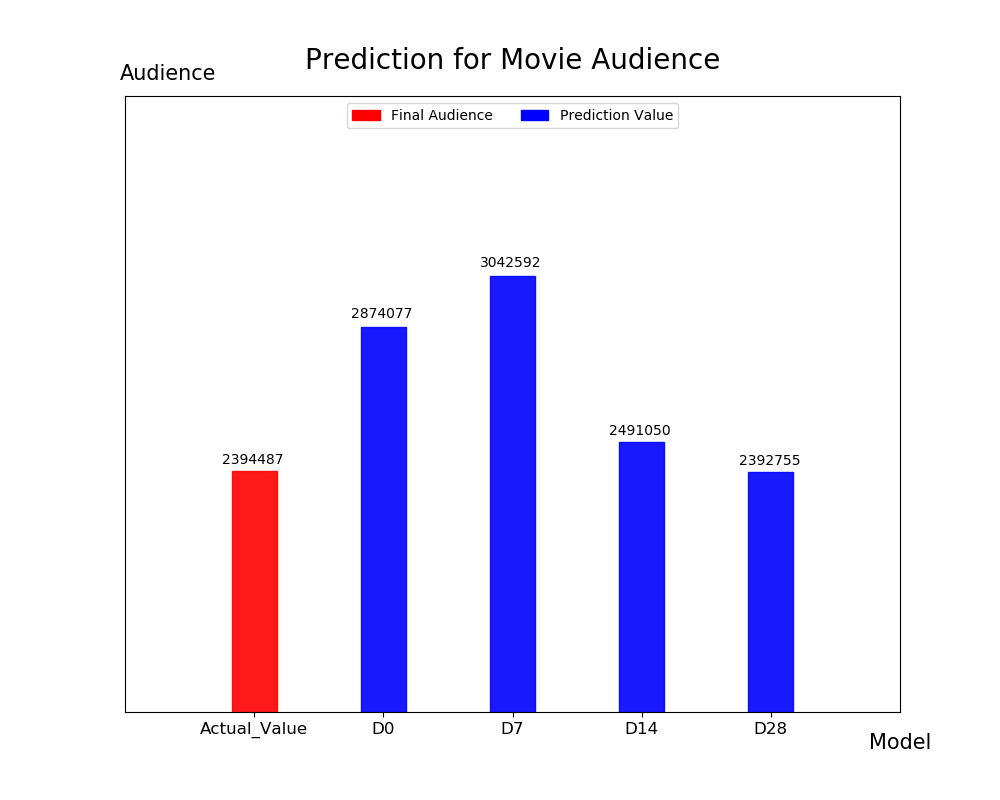 Prediction for Movie Audience
Audience
Final Audience Prediction Value
3042592
2874077
2491050
2394487
2392755
Actual_Value D0 D7 D14 D28
Model